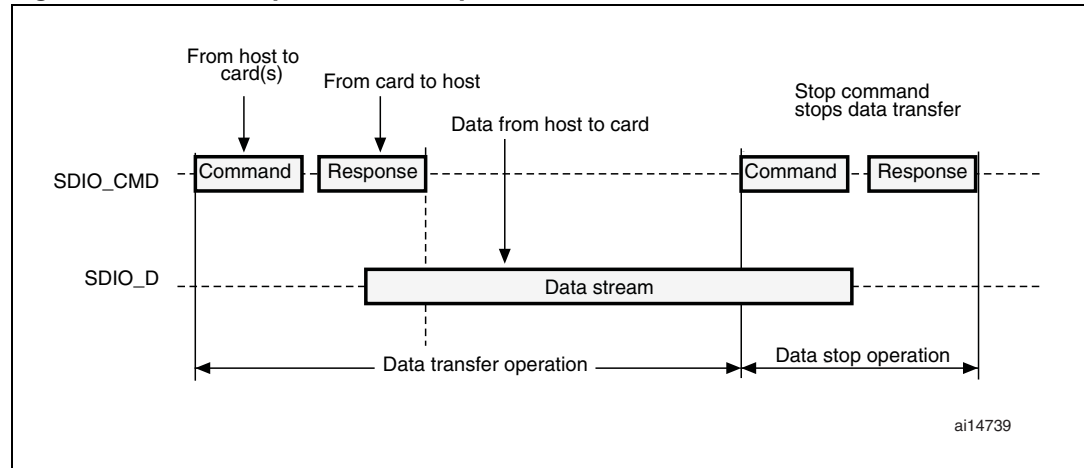 From host to
card(s)
From card to host
Data from host to card
Stop command
stops data transfer
SDIO_CMD
Command
Response
Command
Response
SDIO_D
Data stream
Data transfer operation
Data stop operation
ai14739